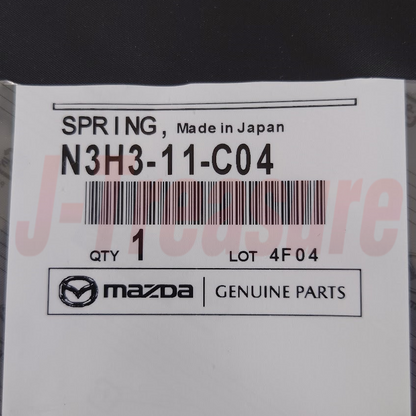 SPRING, Made in Japan
N3H3-11-C04
J-Treasure
QTY 1 LOT 4F04
mazda GENUINE PARTS